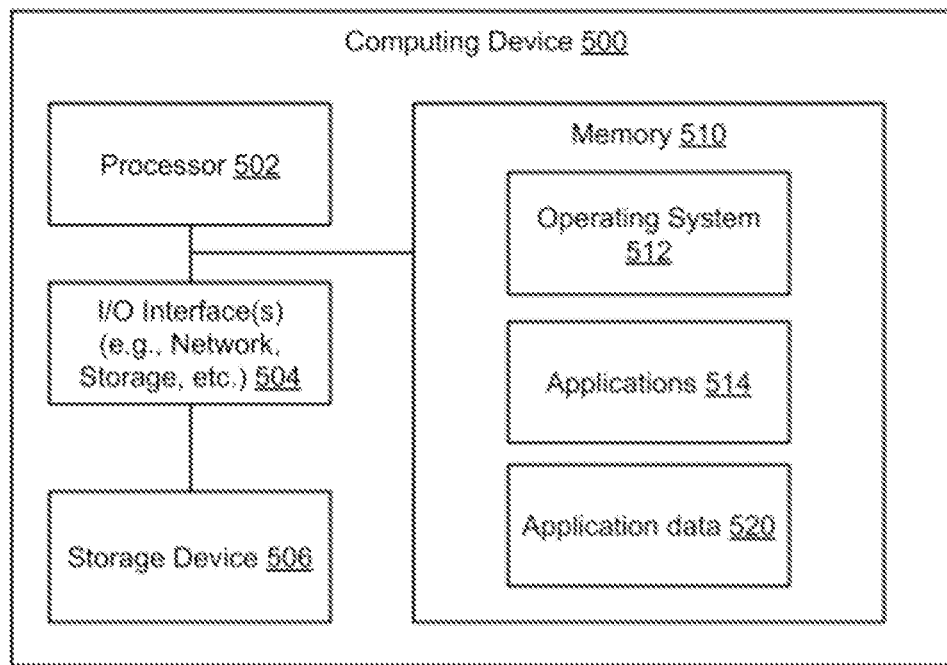 Computing Device 500
Processor 502
I/O Interface(s)
(e.g., Network,
Storage, etc.) 504
Storage Device 506
Memory 510
Operating System
512
Applications 514
Application data 520